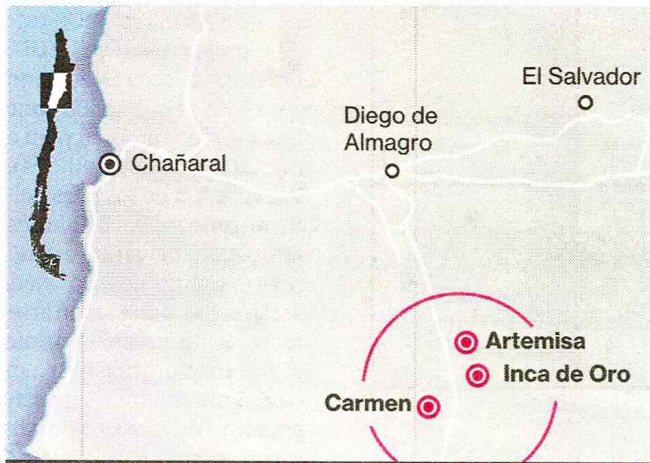 El Salvador
Diego de
Almagro
Chañaral
Artemisa
Inca de Oro
Carmen